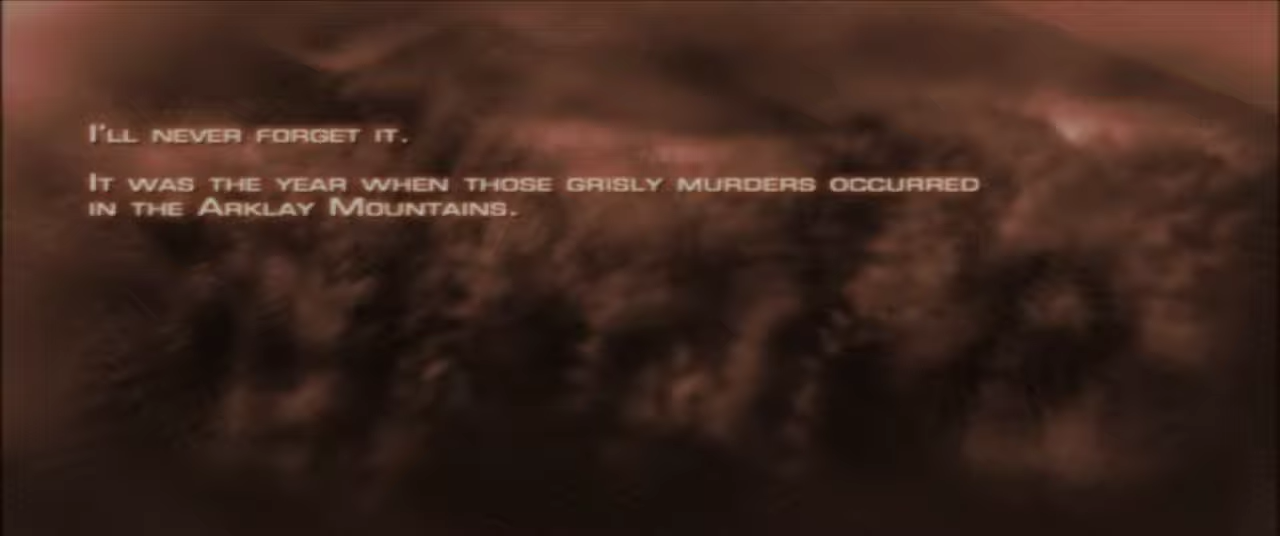 I'll never forget it.
It was the year when those grisly murders occurred
in the Arklay Mountains.